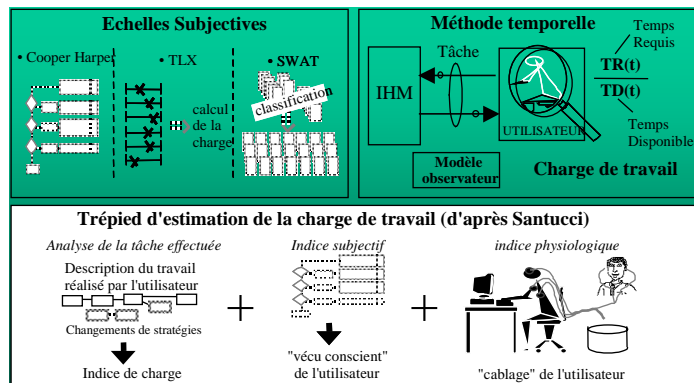 Echelles Subjectives
• Cooper Harper
• TLX
• SWAT
classification
calcul
de la
charge
Méthode temporelle
Tâche
IHM
UTILISATEUR
Temps
Requis
TR(t)
TD(t)
Temps
Disponible
Modèle
observateur
Charge de travail
Trépied d'estimation de la charge de travail (d'après Santucci)
Analyse de la tâche effectuée
Description du travail
réalisé par l'utilisateur
Changements de stratégies
Indice de charge
+
Indice subjectif
"vécu conscient"
de l'utilisateur
+
indice physiologique
"cablage" de l'utilisateur